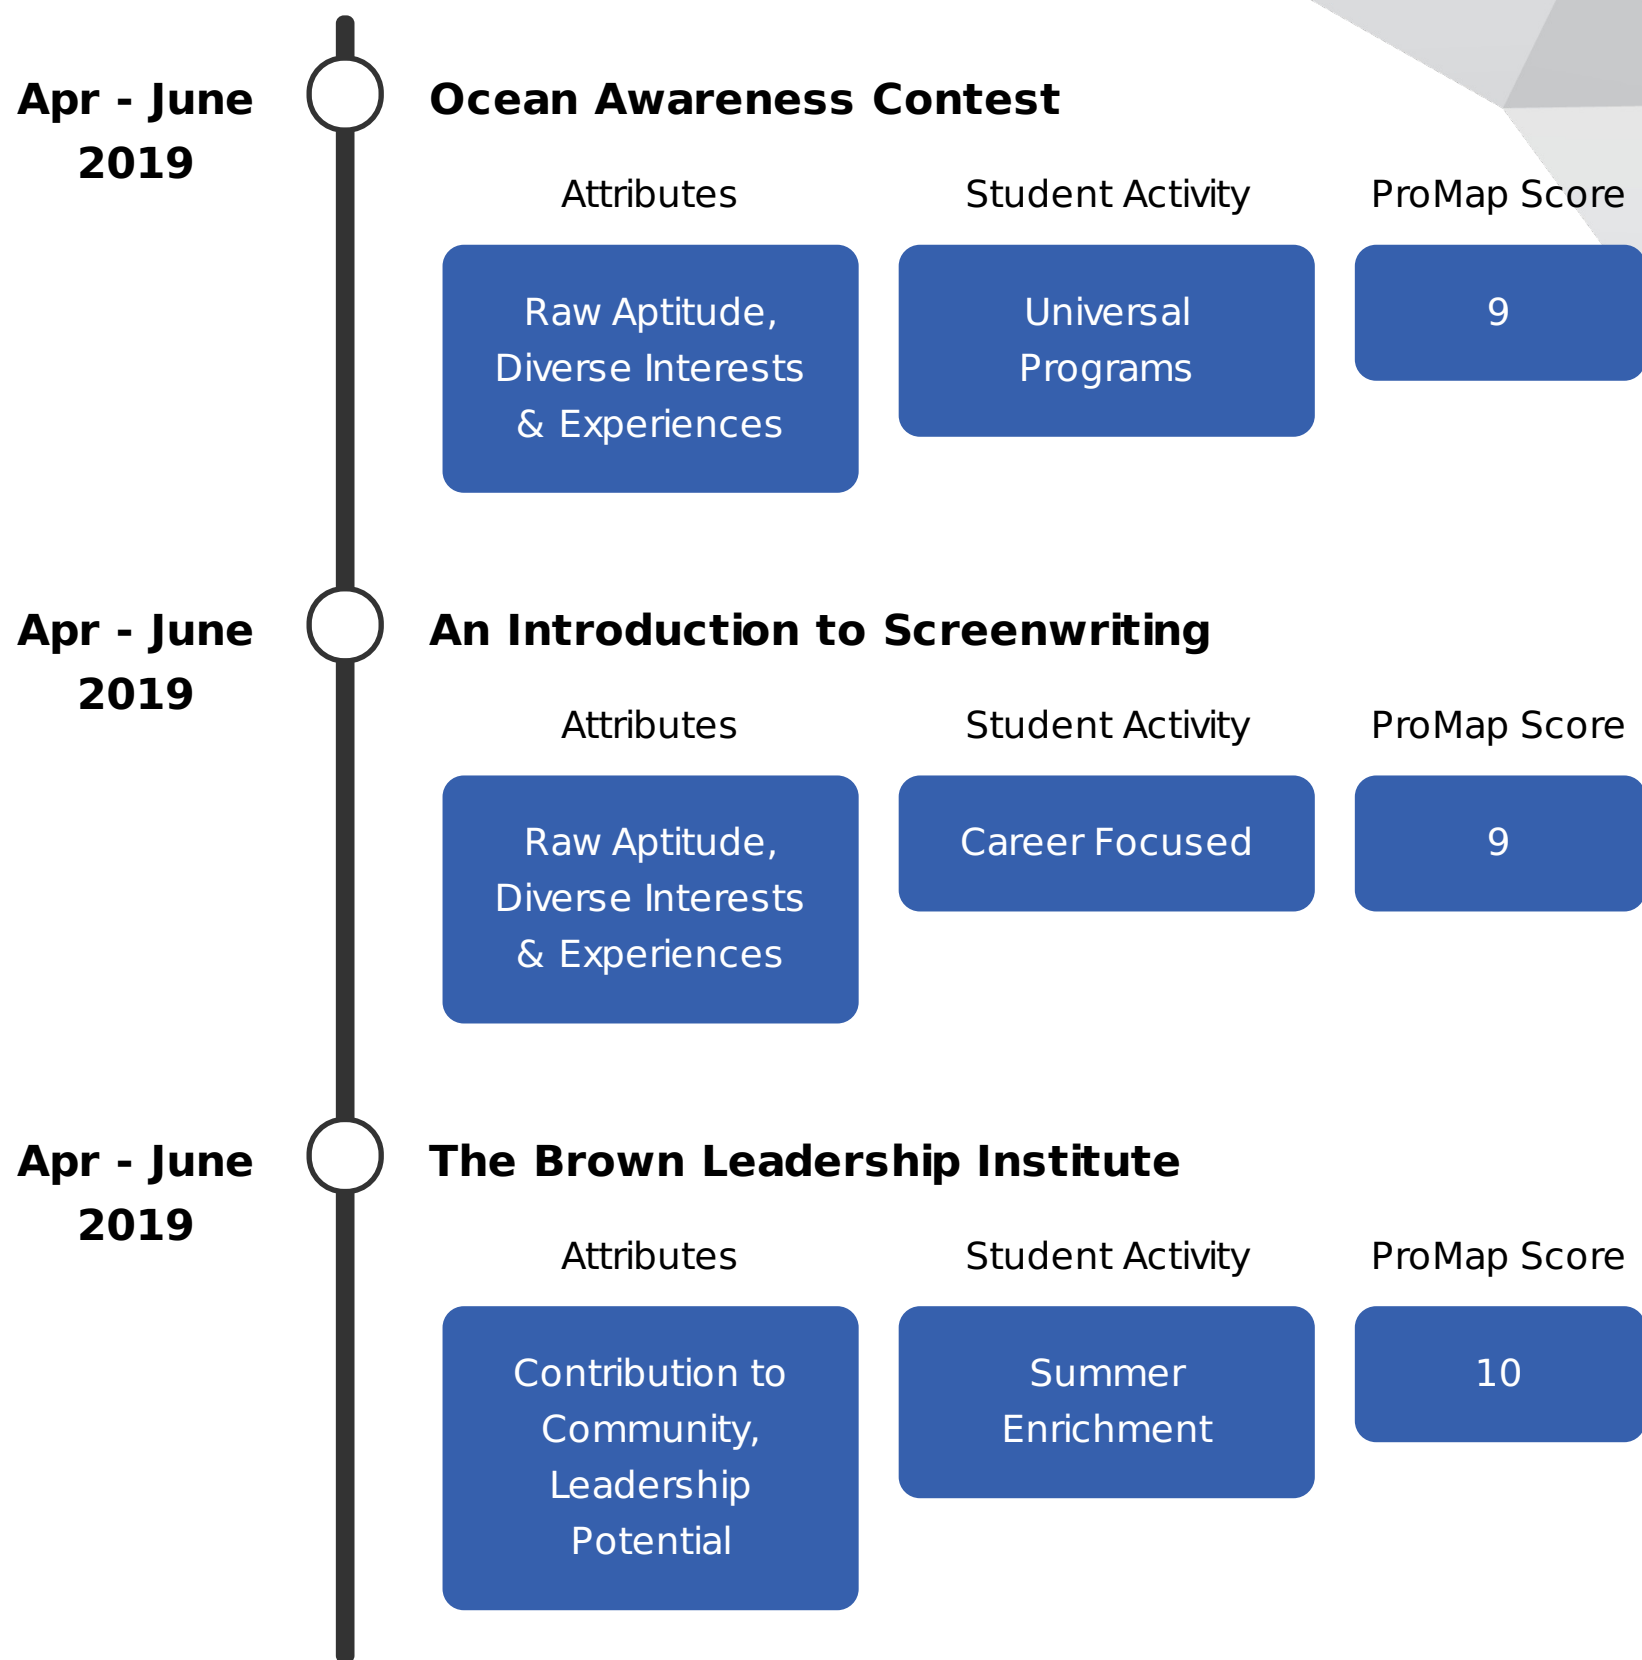 Apr - June
2019
Ocean Awareness Contest
Attributes
Student Activity
ProMap Score
Raw Aptitude,
Diverse Interests
& Experiences
Universal
Programs
9
Apr - June
2019
An Introduction to Screenwriting
Attributes
Student Activity
ProMap Score
Raw Aptitude,
Diverse Interests
& Experiences
Career Focused
9
Apr - June
2019
The Brown Leadership Institute
Attributes
Student Activity
ProMap Score
Contribution to
Community,
Leadership
Potential
Summer
Enrichment
10